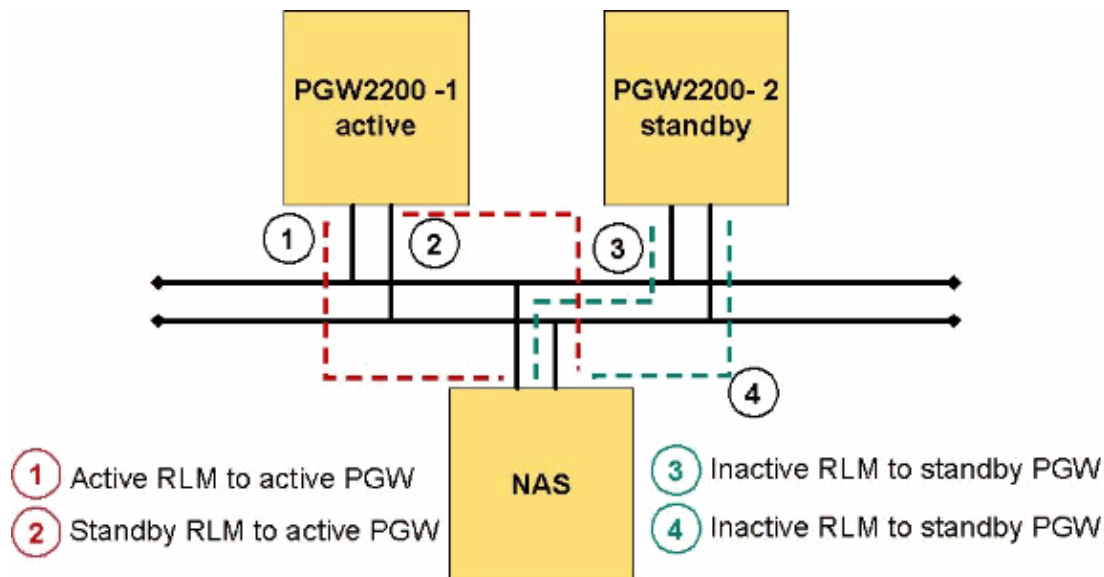 PGW2200 -1
active
PGW2200- 2
standby
1
2
3
4
NAS
1 Active RLM to active PGW
2 Standby RLM to active PGW
3 Inactive RLM to standby PGW
4 Inactive RLM to standby PGW